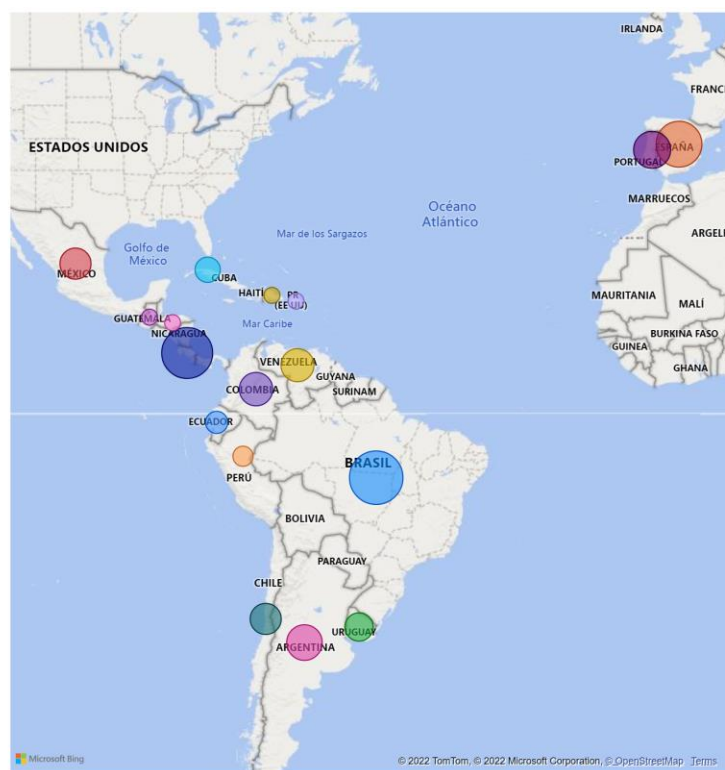 IRLANDA
FRANCI
ESTADOS UNIDOS
ESPAÑA
PORTUGAL
MARRUECOS
Océano
Atlántico
Mar de los Sargazos
Golfo de
México
ARGEL
MÉXICO
CUBA
HAITÍ
PR
(EE UU)
MAURITANIA
MALÍ
GUATEMALA
NICARAGUA
Mar Caribe
BURKINA FASO
GUINEA
GHANA
VENEZUELA
GUYANA
SURINAM
COLOMBIA
ECUADOR
BRASIL
PERÚ
BOLIVIA
PARAGUAY
CHILE
URUGUAY
ARGENTINA
Microsoft Bing
© 2022 TomTom, © 2022 Microsoft Corporation, © OpenStreetMap Terms